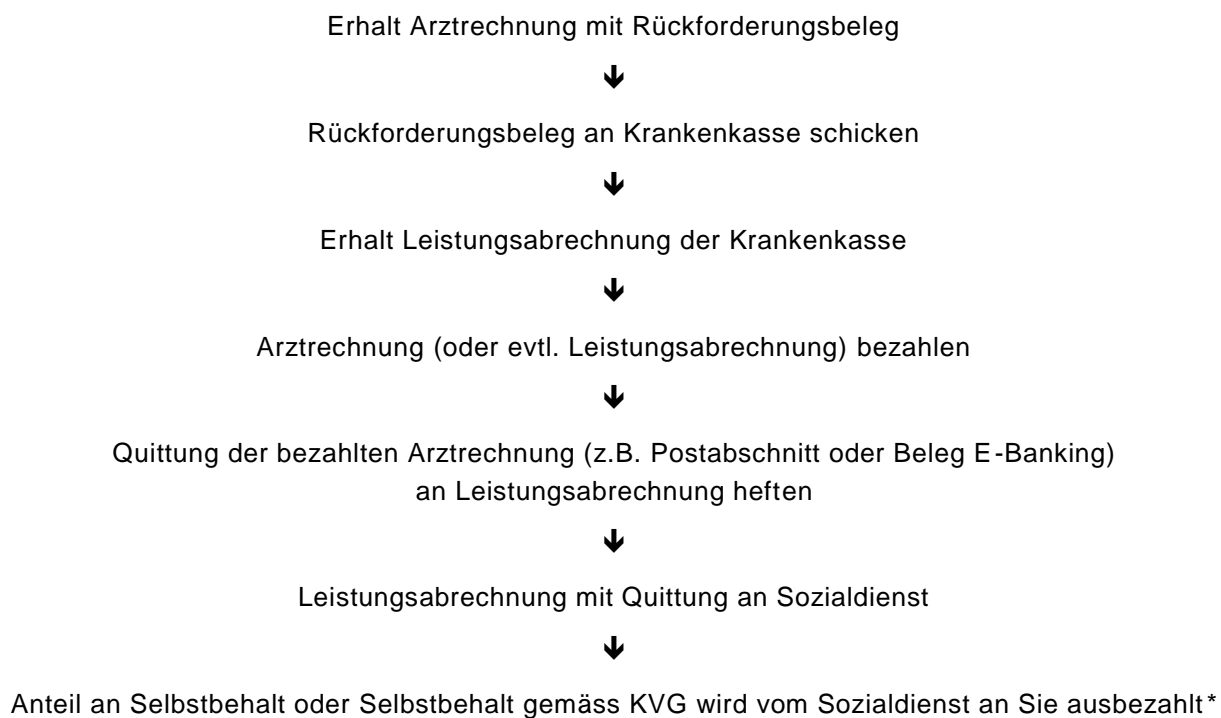 Erhalt Arztrechnung mit Rückforderungsbeleg
Rückforderungsbeleg an Krankenkasse schicken
Erhalt Leistungsabrechnung der Krankenkasse
Arztrechnung (oder evtl. Leistungsabrechnung) bezahlen
Quittung der bezahlten Arztrechnung (z.B. Postabschnitt oder Beleg E-Banking)
an Leistungsabrechnung heften
Leistungsabrechnung mit Quittung an Sozialdienst
Anteil an Selbstbehalt oder Selbstbehalt gemäss KVG wird vom Sozialdienst an Sie ausbezahlt*